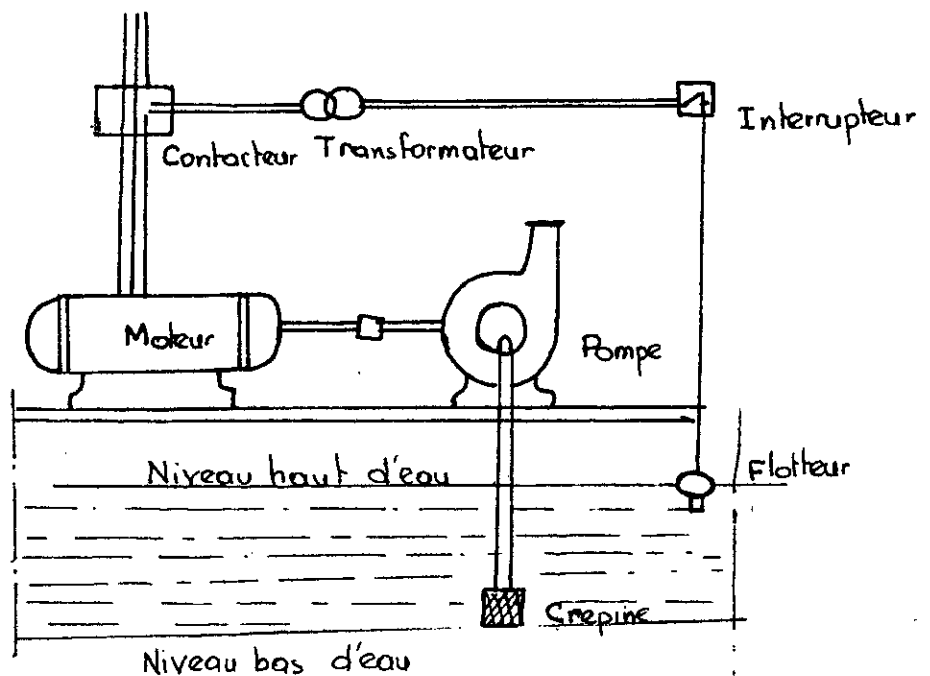 Contacteur Transformateur
Interrupteur
Moteur
Pompe
Niveau haut d'eau
Flotteur
Crepine
Niveau bas d'eau